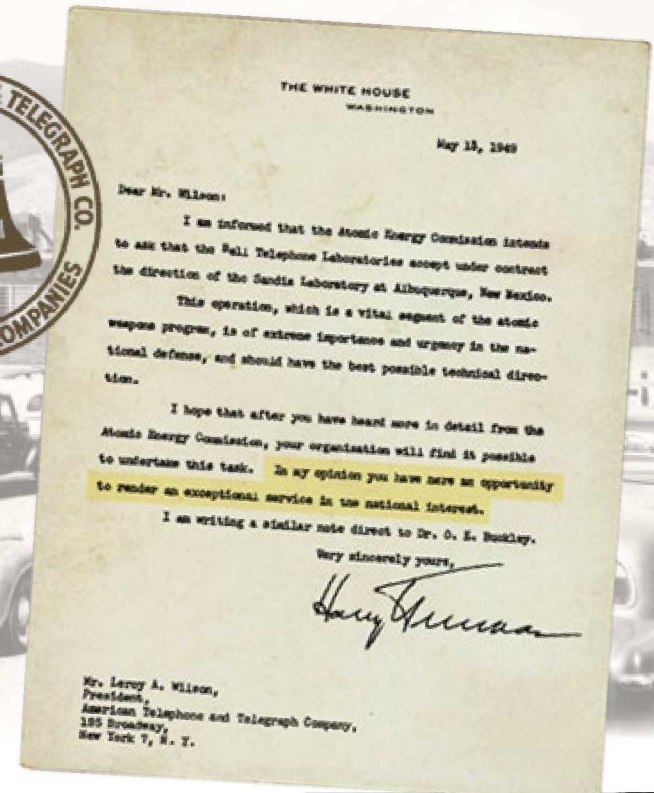 TELEGRAPH CO.
COMPANIES
THE WHITE HOUSE
WASHINGTON
May 13, 1949
Dear Mr. Wilson:
I am informed that the Atomic Energy Commission intends
to ask that the Bell Telephone Laboratories accept under contract
the direction of the Sandia Laboratory at Albuquerque, New Mexico.
This operation, which is a vital segment of the atomic
weapons program, is of extreme importance and urgency in the na-
tional defense, and should have the best possible technical direc-
tion.
I hope that after you have heard more in detail from the
Atomic Energy Commission, your organization will find it possible
to undertake this task. In my opinion you have here an opportunity
to render an exceptional service in the national interest.
I am writing a similar note direct to Dr. O. E. Buckley.
Very sincerely yours,
Harry Truman
Mr. Leroy A. Wilson,
President,
American Telephone and Telegraph Company,
195 Broadway,
New York 7, N. Y.